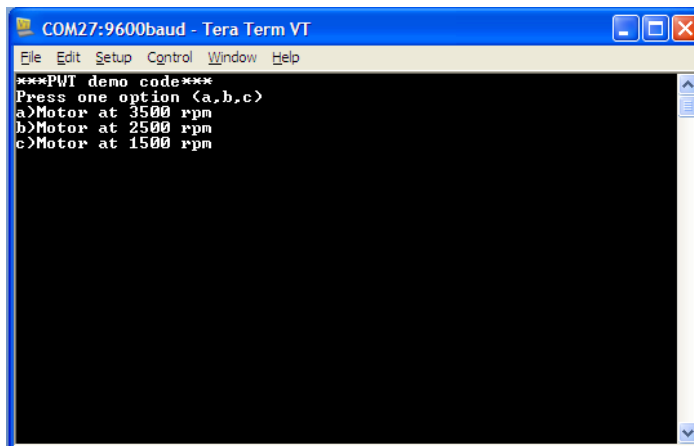 COM27:9600baud - Tera Term VT
File Edit Setup Control Window Help
***PWT demo code***
Press one option (a,b,c)
a)Motor at 3500 rpm
b)Motor at 2500 rpm
c)Motor at 1500 rpm